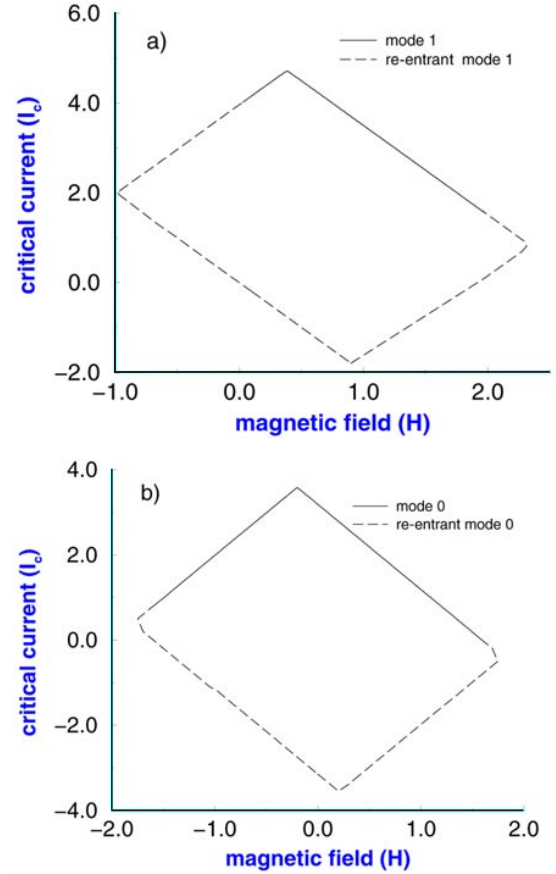 6.0
a)
mode 1
re-entrant mode 1
4.0
2.0
0.0
−2.0
critical current (Ic)
−1.0 0.0 1.0 2.0
magnetic field (H)
4.0
b)
mode 0
re-entrant mode 0
2.0
0.0
−2.0
−4.0
critical current (Ic)
−2.0 −1.0 0.0 1.0 2.0
magnetic field (H)